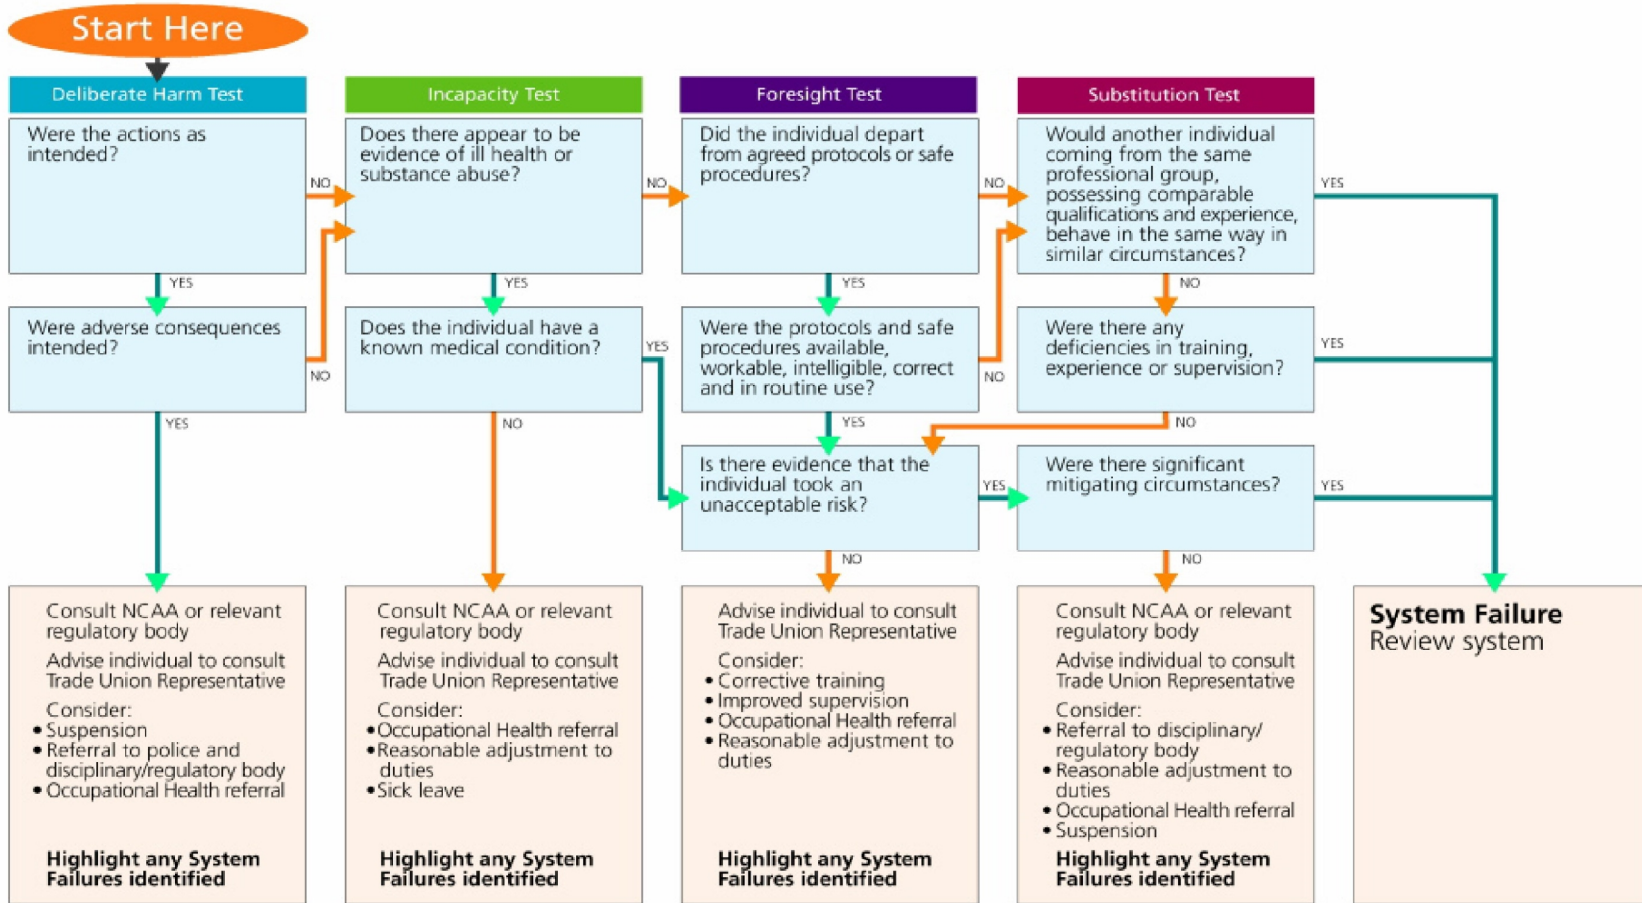 Start Here
Deliberate Harm Test
Were the actions as
intended?
NO
YES
Were adverse consequences
intended?
NO
YES
Consult NCAA or relevant
regulatory body
Advise individual to consult
Trade Union Representative
Consider:
• Suspension
• Referral to police and
disciplinary/regulatory body
• Occupational Health referral
Highlight any System
Failures identified
Incapacity Test
Does there appear to be
evidence of ill health or
substance abuse?
NO
YES
Does the individual have a
known medical condition?
YES
NO
Consult NCAA or relevant
regulatory body
Advise individual to consult
Trade Union Representative
Consider:
• Occupational Health referral
• Reasonable adjustment to
duties
• Sick leave
Highlight any System
Failures identified
Foresight Test
Did the individual depart
from agreed protocols or safe
procedures?
NO
YES
Were the protocols and safe
procedures available,
workable, intelligible, correct
and in routine use?
NO
YES
Is there evidence that the
individual took an
unacceptable risk?
YES
NO
Advise individual to consult
Trade Union Representative
Consider:
• Corrective training
• Improved supervision
• Occupational Health referral
• Reasonable adjustment to
duties
Highlight any System
Failures identified
Substitution Test
Would another individual
coming from the same
professional group,
possessing comparable
qualifications and experience,
behave in the same way in
similar circumstances?
YES
NO
Were there any
deficiencies in training,
experience or supervision?
YES
NO
Were there significant
mitigating circumstances?
YES
NO
Consult NCAA or relevant
regulatory body
Advise individual to consult
Trade Union Representative
Consider:
• Referral to disciplinary/
regulatory body
• Reasonable adjustment to
duties
• Occupational Health referral
• Suspension
Highlight any System
Failures identified
System Failure
Review system